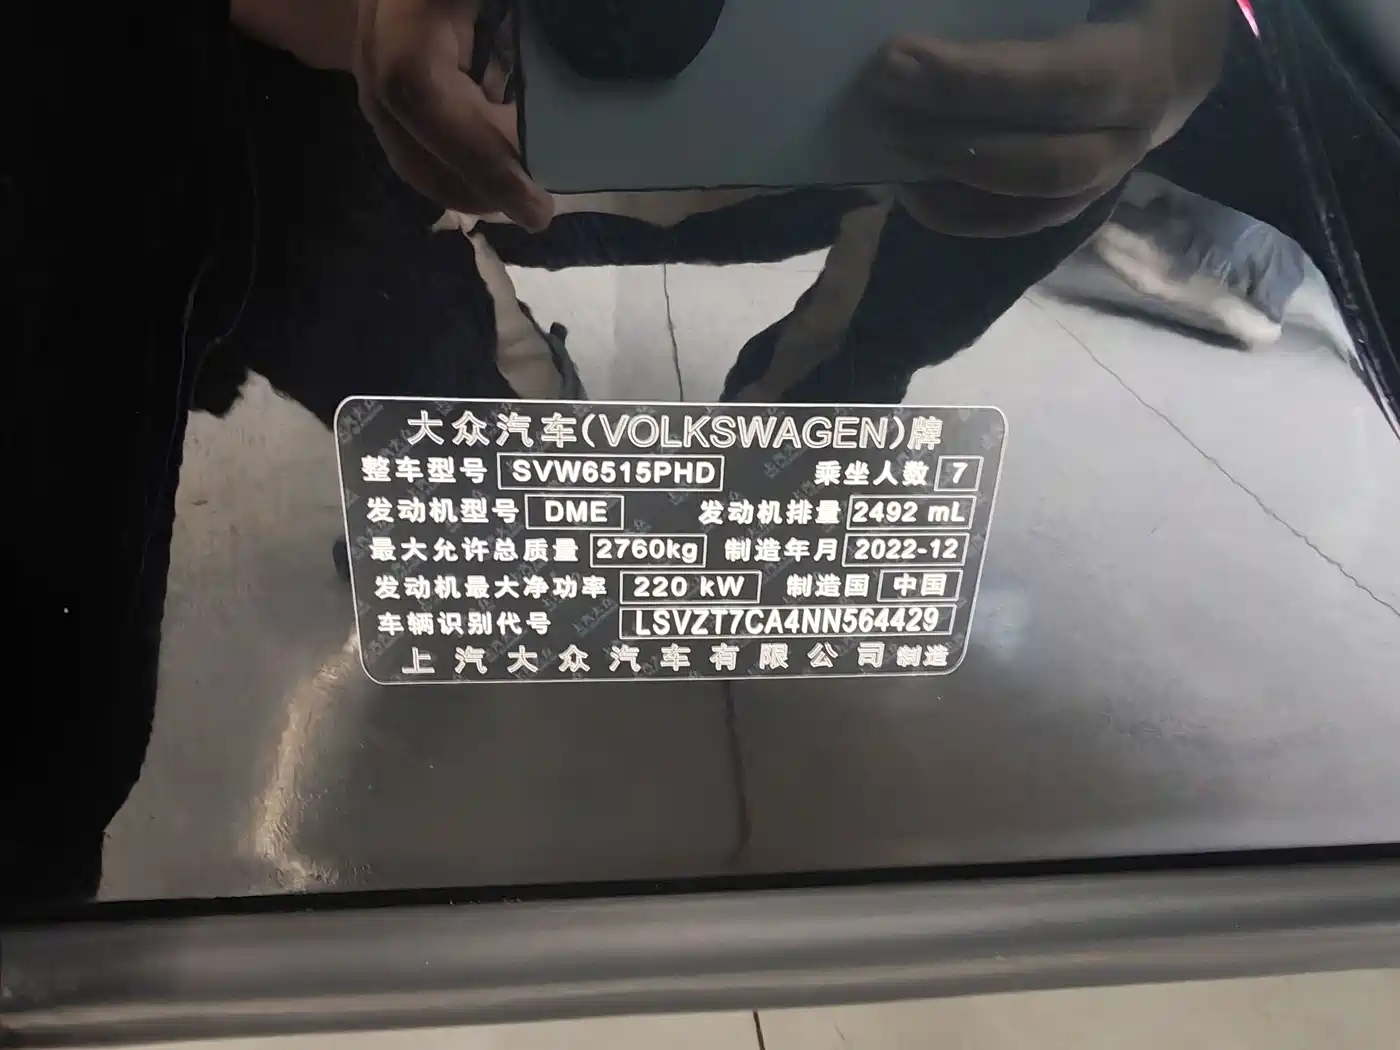 大众汽车(VOLKSWAGEN)牌
整车型号 SVW6515PHD 乘坐人数 7
发动机型号 DME 发动机排量 2492 mL
最大允许总质量 2760kg 制造年月 2022-12
发动机最大净功率 220 kW 制造国 中国
车辆识别代号 LSVZT7CA4NN564429
上汽大众汽车有限公司制造